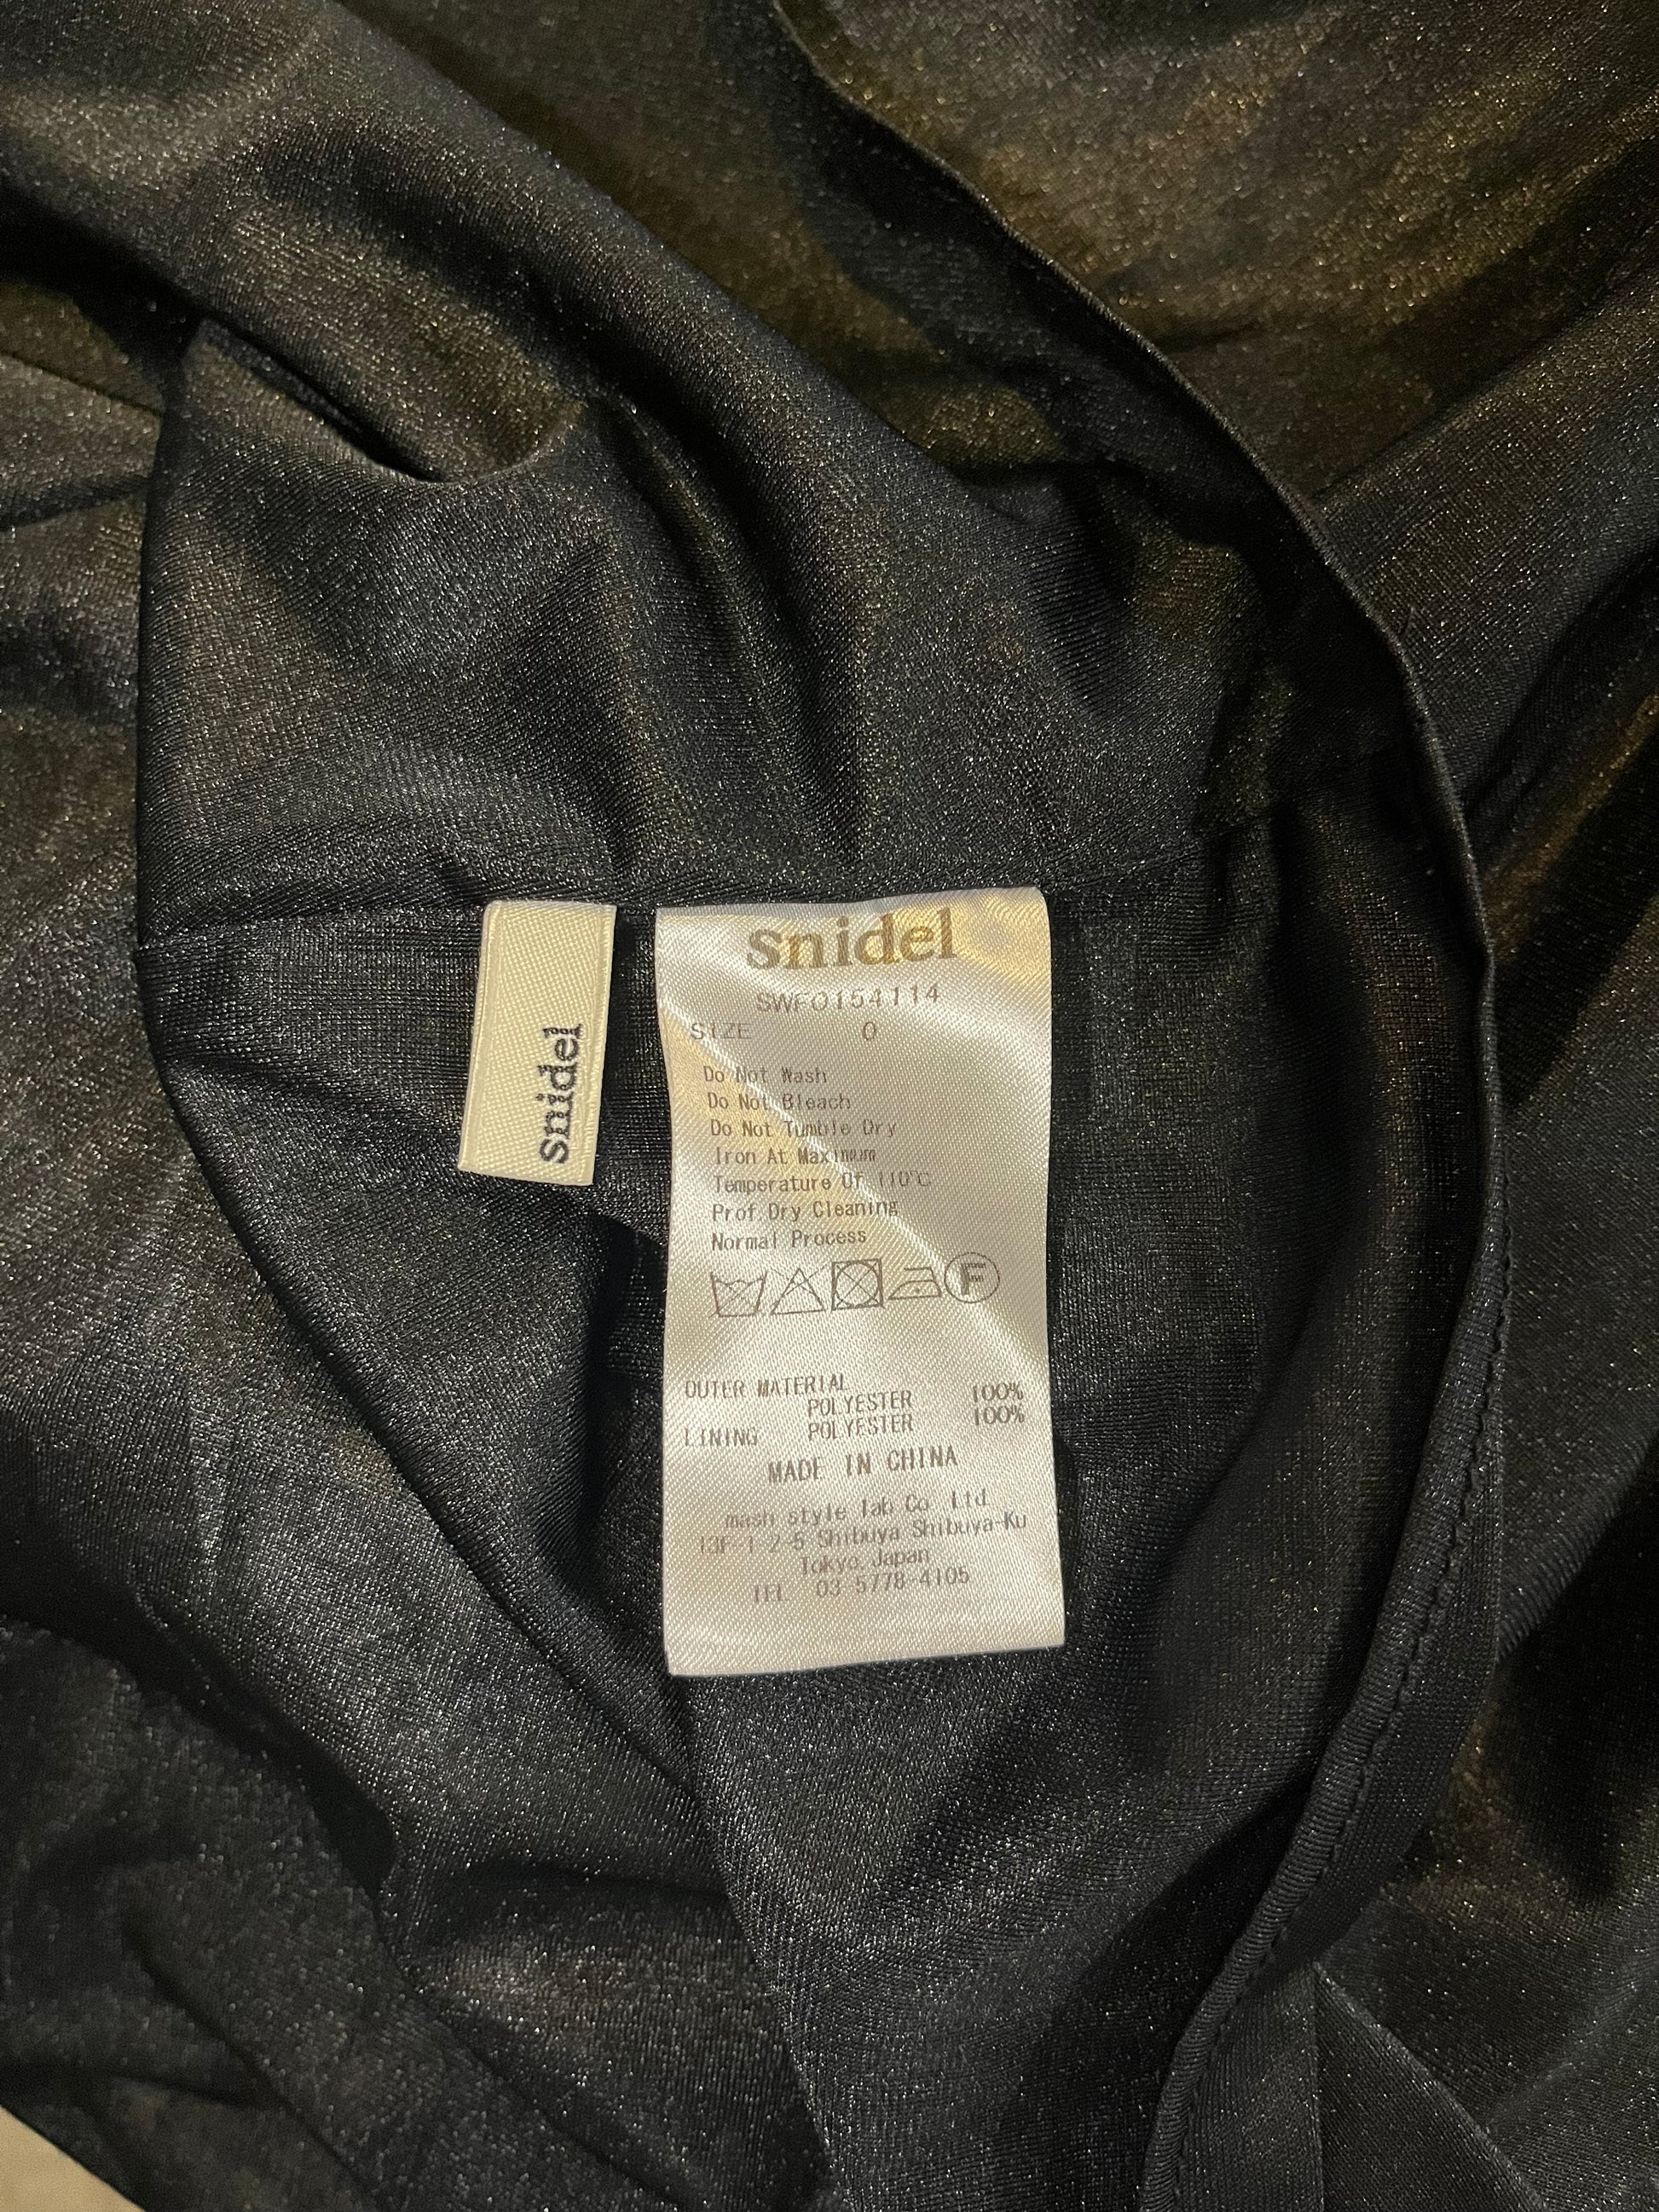 snidel
snidel
SWFO154114
SIZE 0
Do Not Wash
Do Not Bleach
Do Not Tumble Dry
Iron At Maximum
Temperature Of 110℃
Prof.Dry Cleaning
Normal Process
F
OUTER MATERIAL
POLYESTER 100%
LINING POLYESTER 100%
MADE IN CHINA
mash style lab Co. Ltd.
13F-1 2-5 Shibuya Shibuya-Ku
Tokyo, Japan
TEL 03-5778-4105